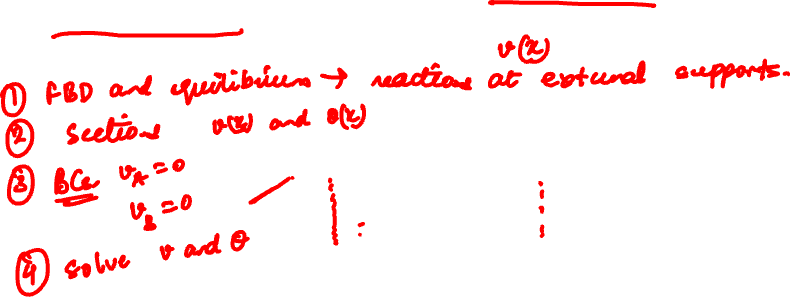 v(x)
① FBD and equilibrium → reactions at external supports.
② Sections v(x) and θ(x)
③ BCs v_A = 0
v_B = 0
④ Solve v and θ